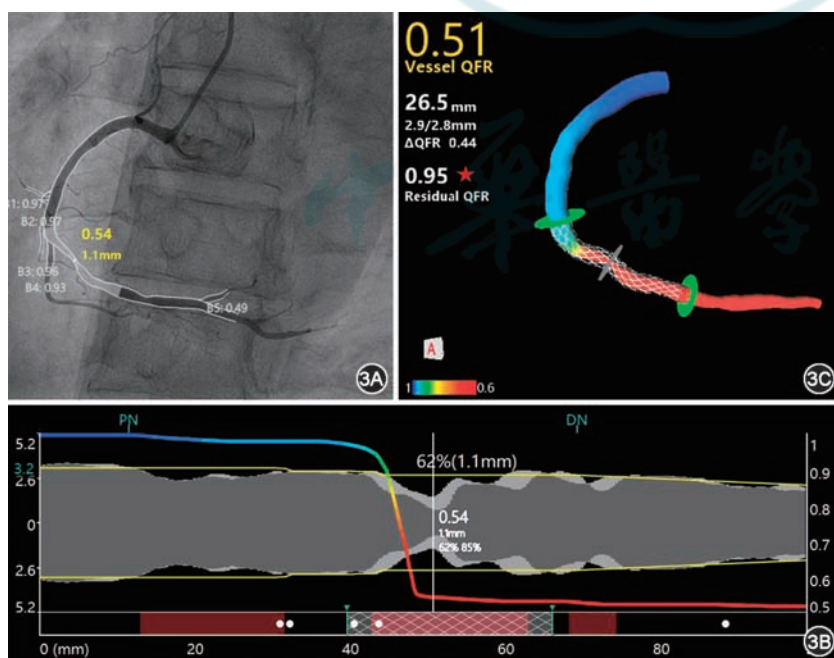 B1: 0.97
B2: 0.97
0.54
1.1mm
B3: 0.96
B4: 0.93
B5: 0.49
3A
0.51
Vessel QFR
26.5 mm
2.9/2.8mm
ΔQFR 0.44
0.95 ★
Residual QFR
A
1
0.6
3C
華醫學
PN
DN
5.2
3.2
2.6
0
2.6
5.2
62%(1.1mm)
0.54
1.1mm
62% 85%
1
0.9
0.8
0.7
0.6
0.5
0 (mm)
20
40
60
80
3B